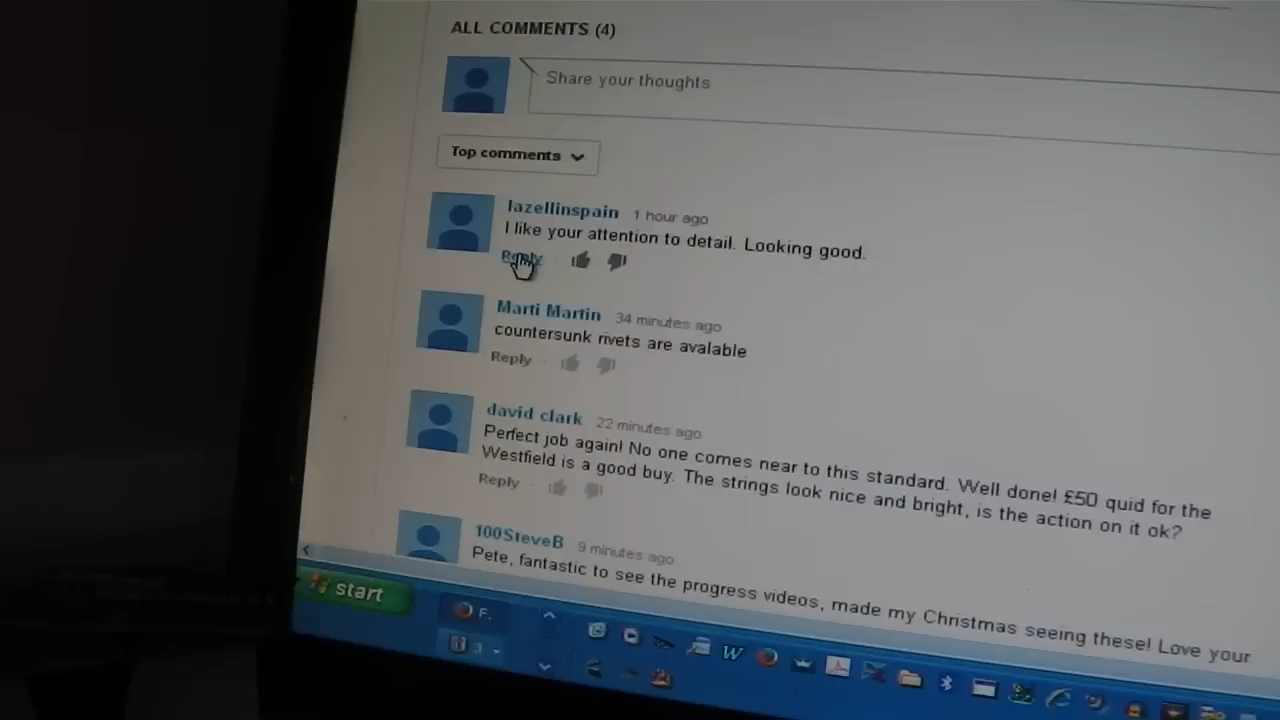 ALL COMMENTS (4)
Share your thoughts
Top comments
lazellinspain 1 hour ago
I like your attention to detail. Looking good.
Reply
Marti Martin 34 minutes ago
countersunk rivets are avalable
Reply
david clark 22 minutes ago
Perfect job again! No one comes near to this standard. Well done! £50 quid for the
Westfield is a good buy. The strings look nice and bright, is the action on it ok?
Reply
100SteveB 9 minutes ago
Pete, fantastic to see the progress videos, made my Christmas seeing these! Love your
start
F.
3
W